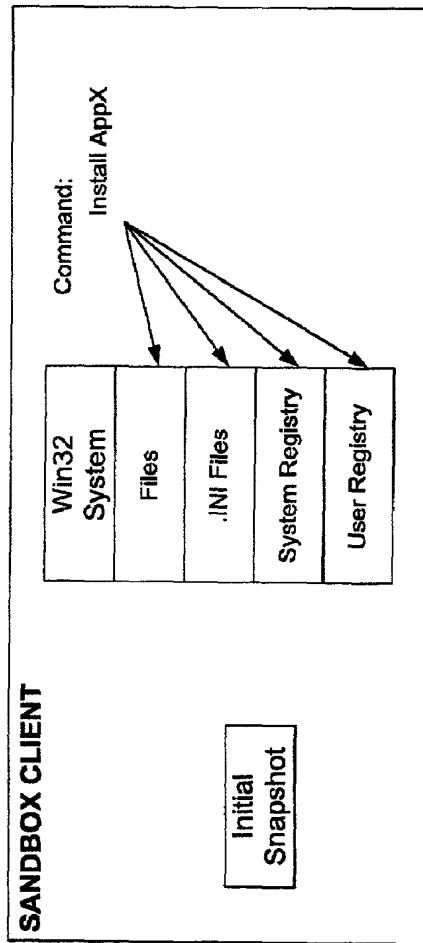 SANDBOX CLIENT
Initial
Snapshot
Win32
System
Files
.INI Files
System Registry
User Registry
Command:
Install AppX